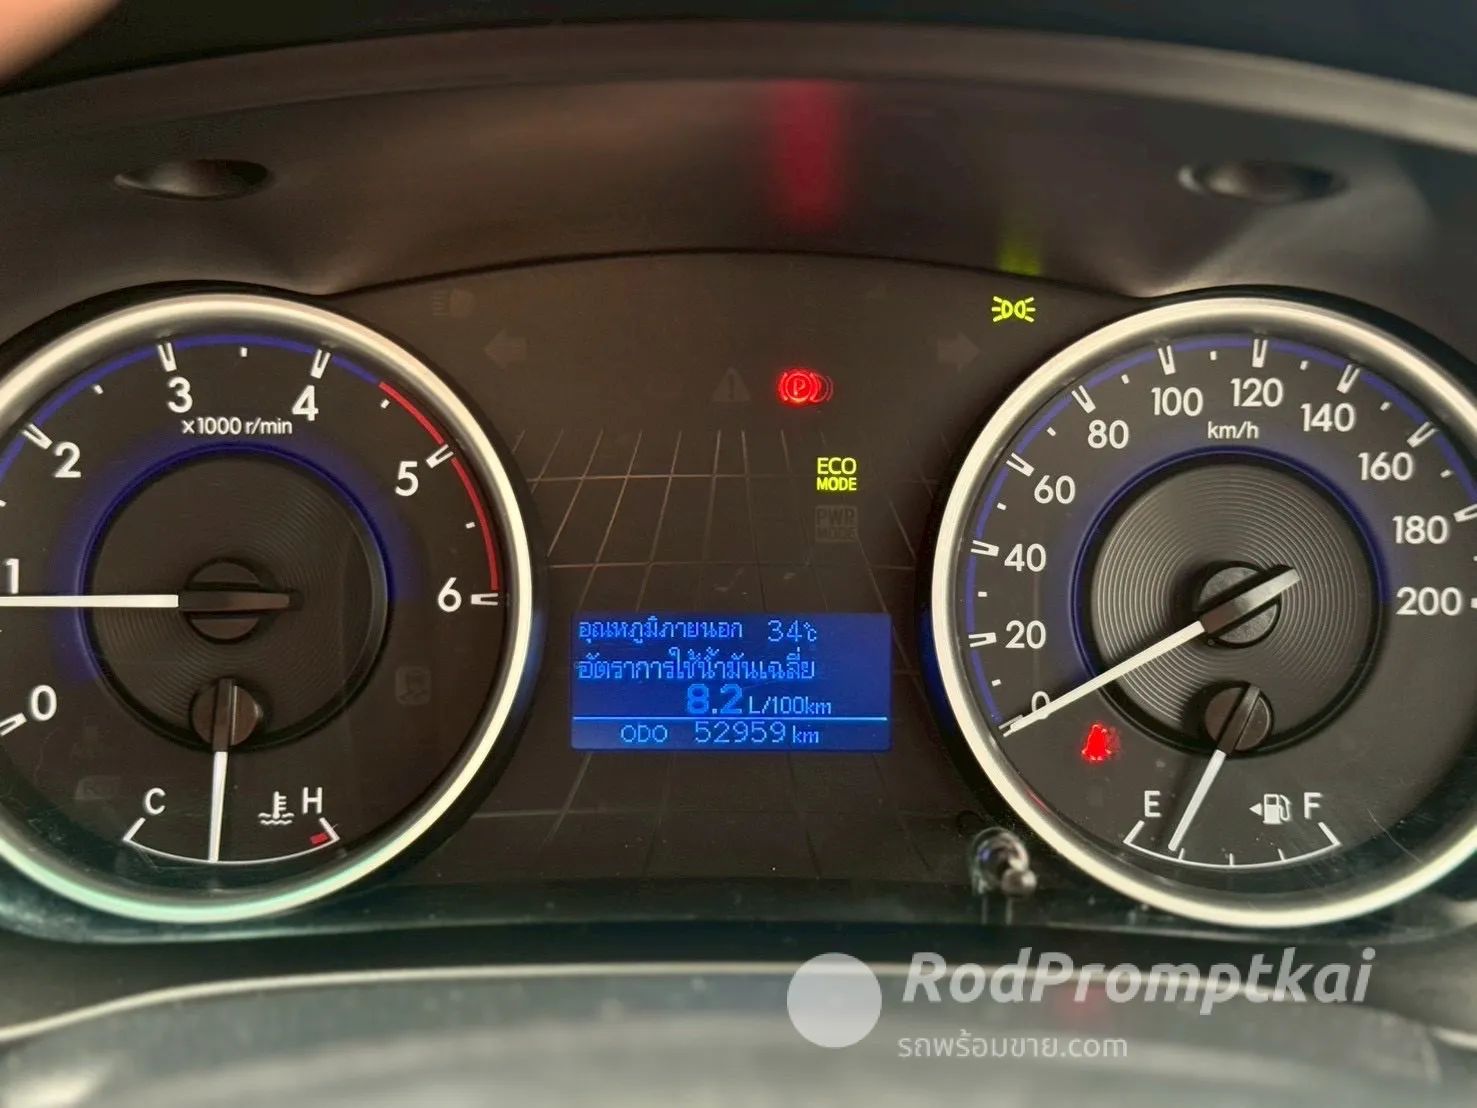 3
4
x1000 r/min
2
5
1
6
0
C
H
P
ECO
MODE
PWR
MODE
อุณหภูมิภายนอก 34°C
อัตราการใช้น้ำมันเฉลี่ย
8.2 L/100km
ODO 52959 km
100
120
140
km/h
80
160
60
180
40
200
20
0
E
F
RodPromptkai
รถพร้อมขาย.com